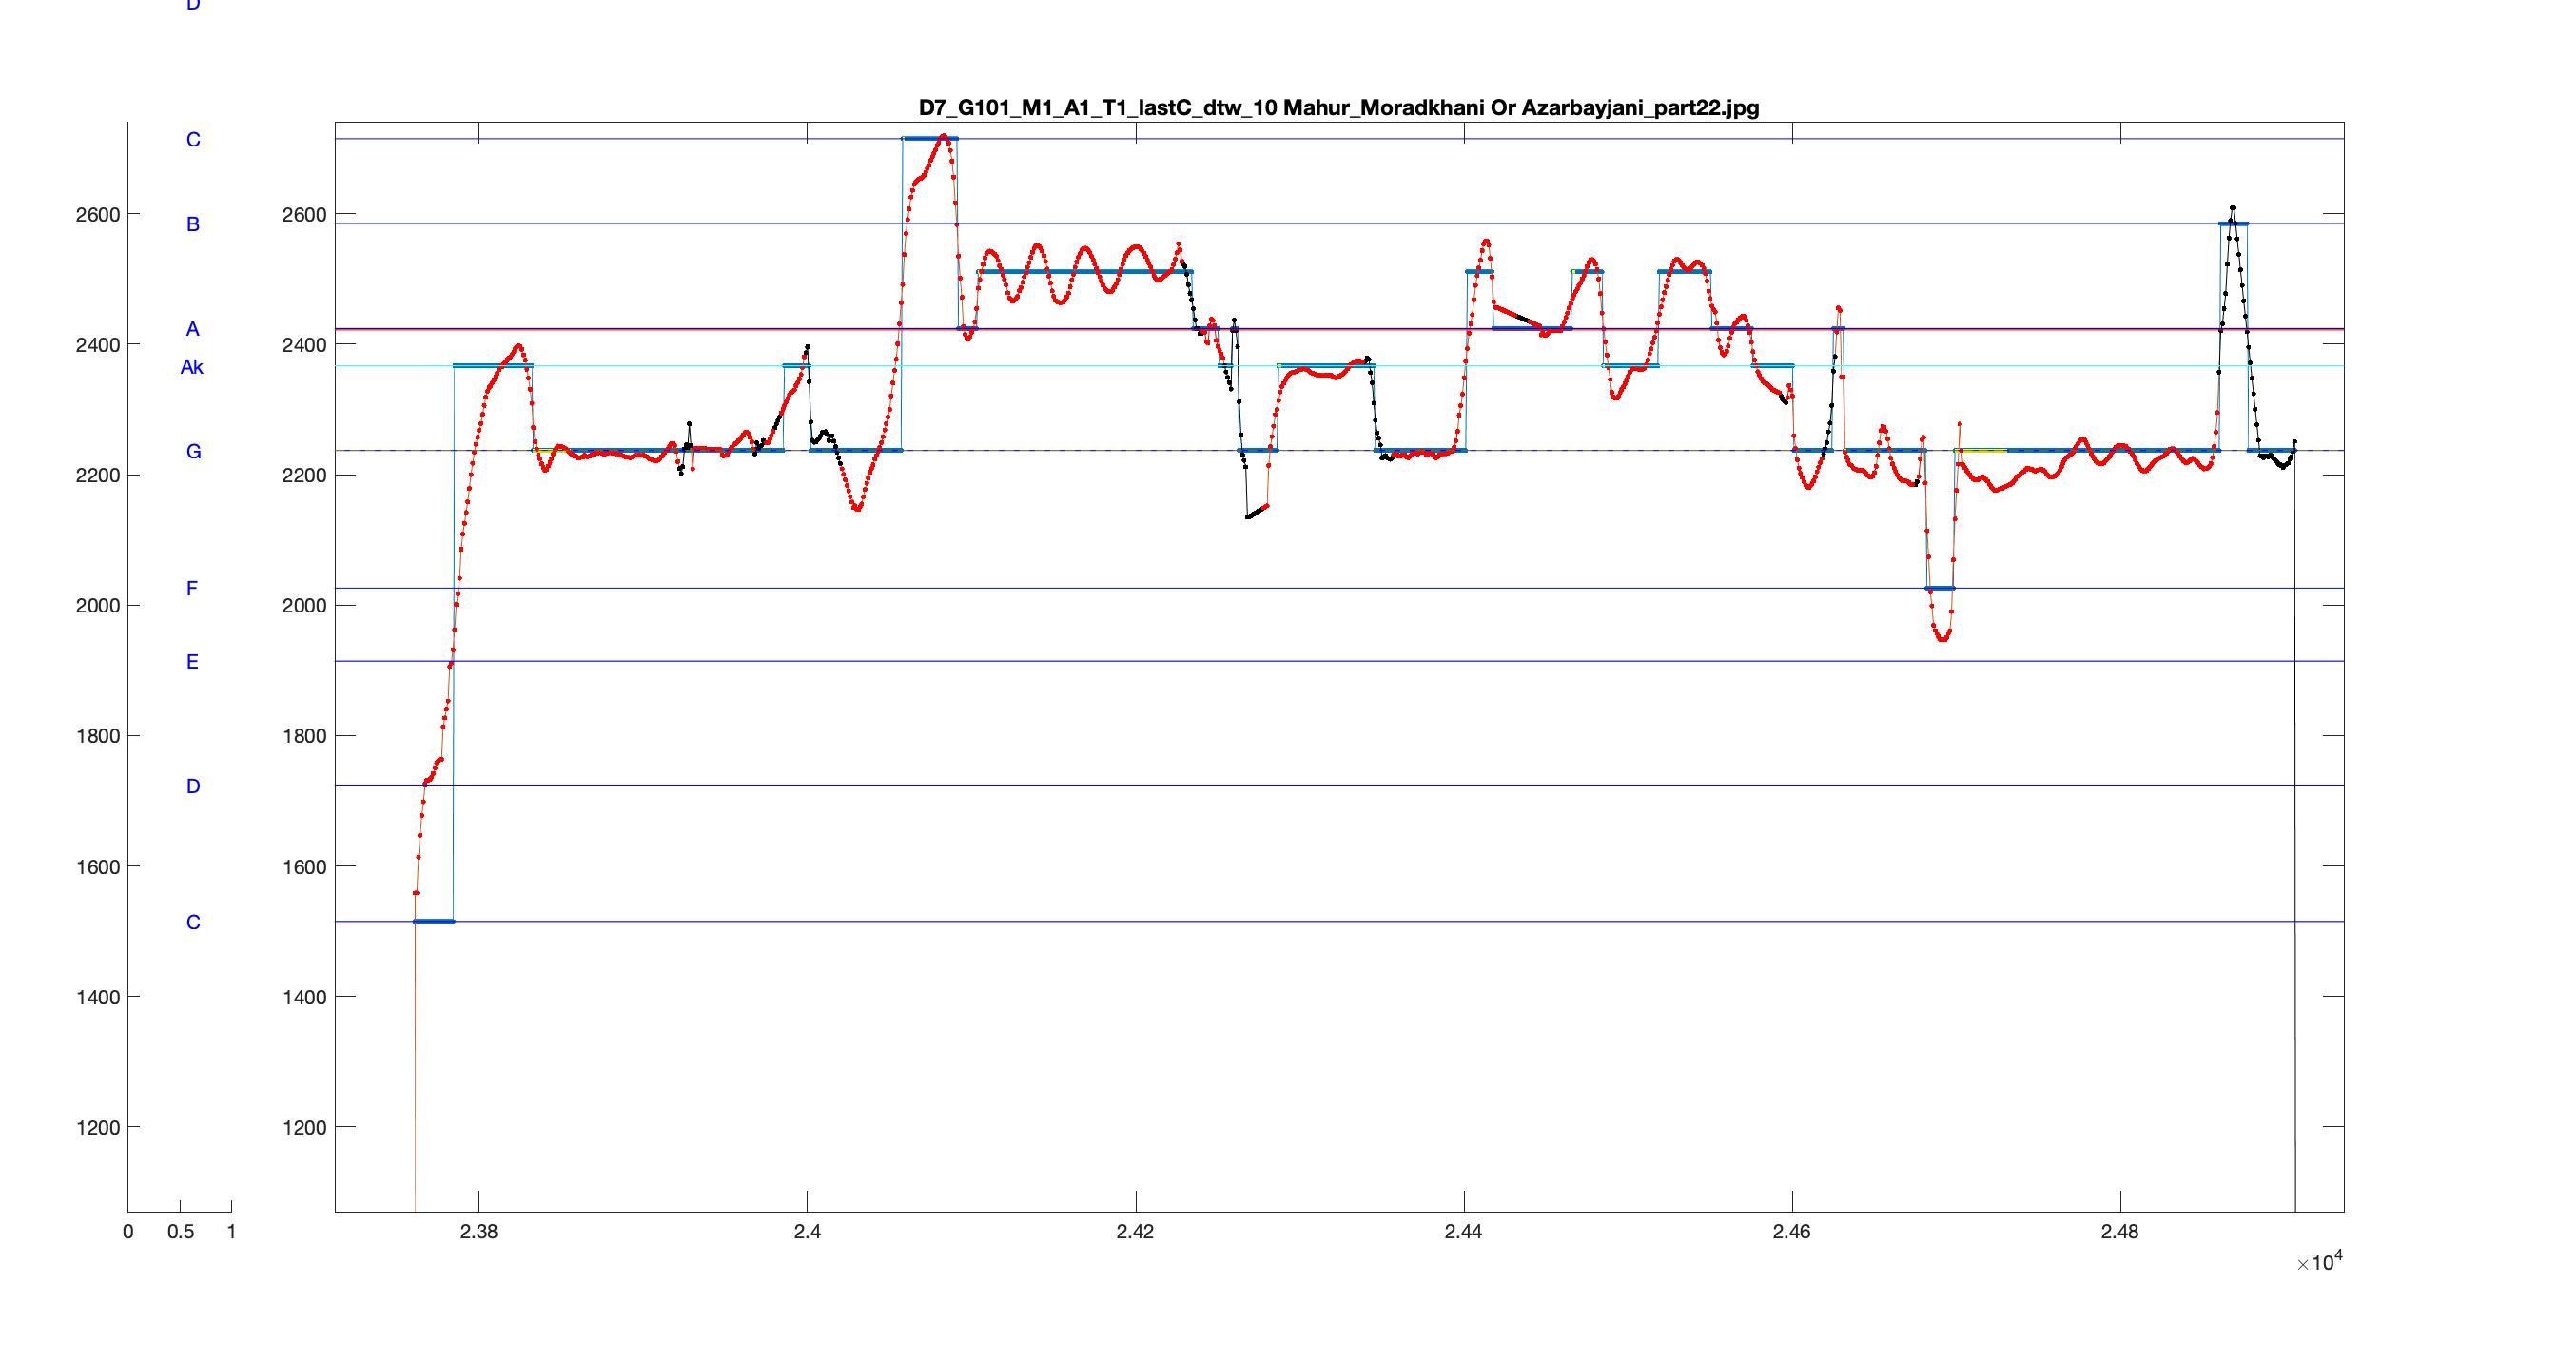 D
D7_G101_M1_A1_T1_lastC_dtw_10 Mahur_Moradkhani Or Azarbayjani_part22.jpg
C
2600 2600
B
A
2400 2400
Ak
G
2200 2200
F
2000 2000
E
1800 1800
D
1600 1600
C
1400 1400
1200 1200
0 0.5 1 2.38 2.4 2.42 2.44 2.46 2.48
×10^4